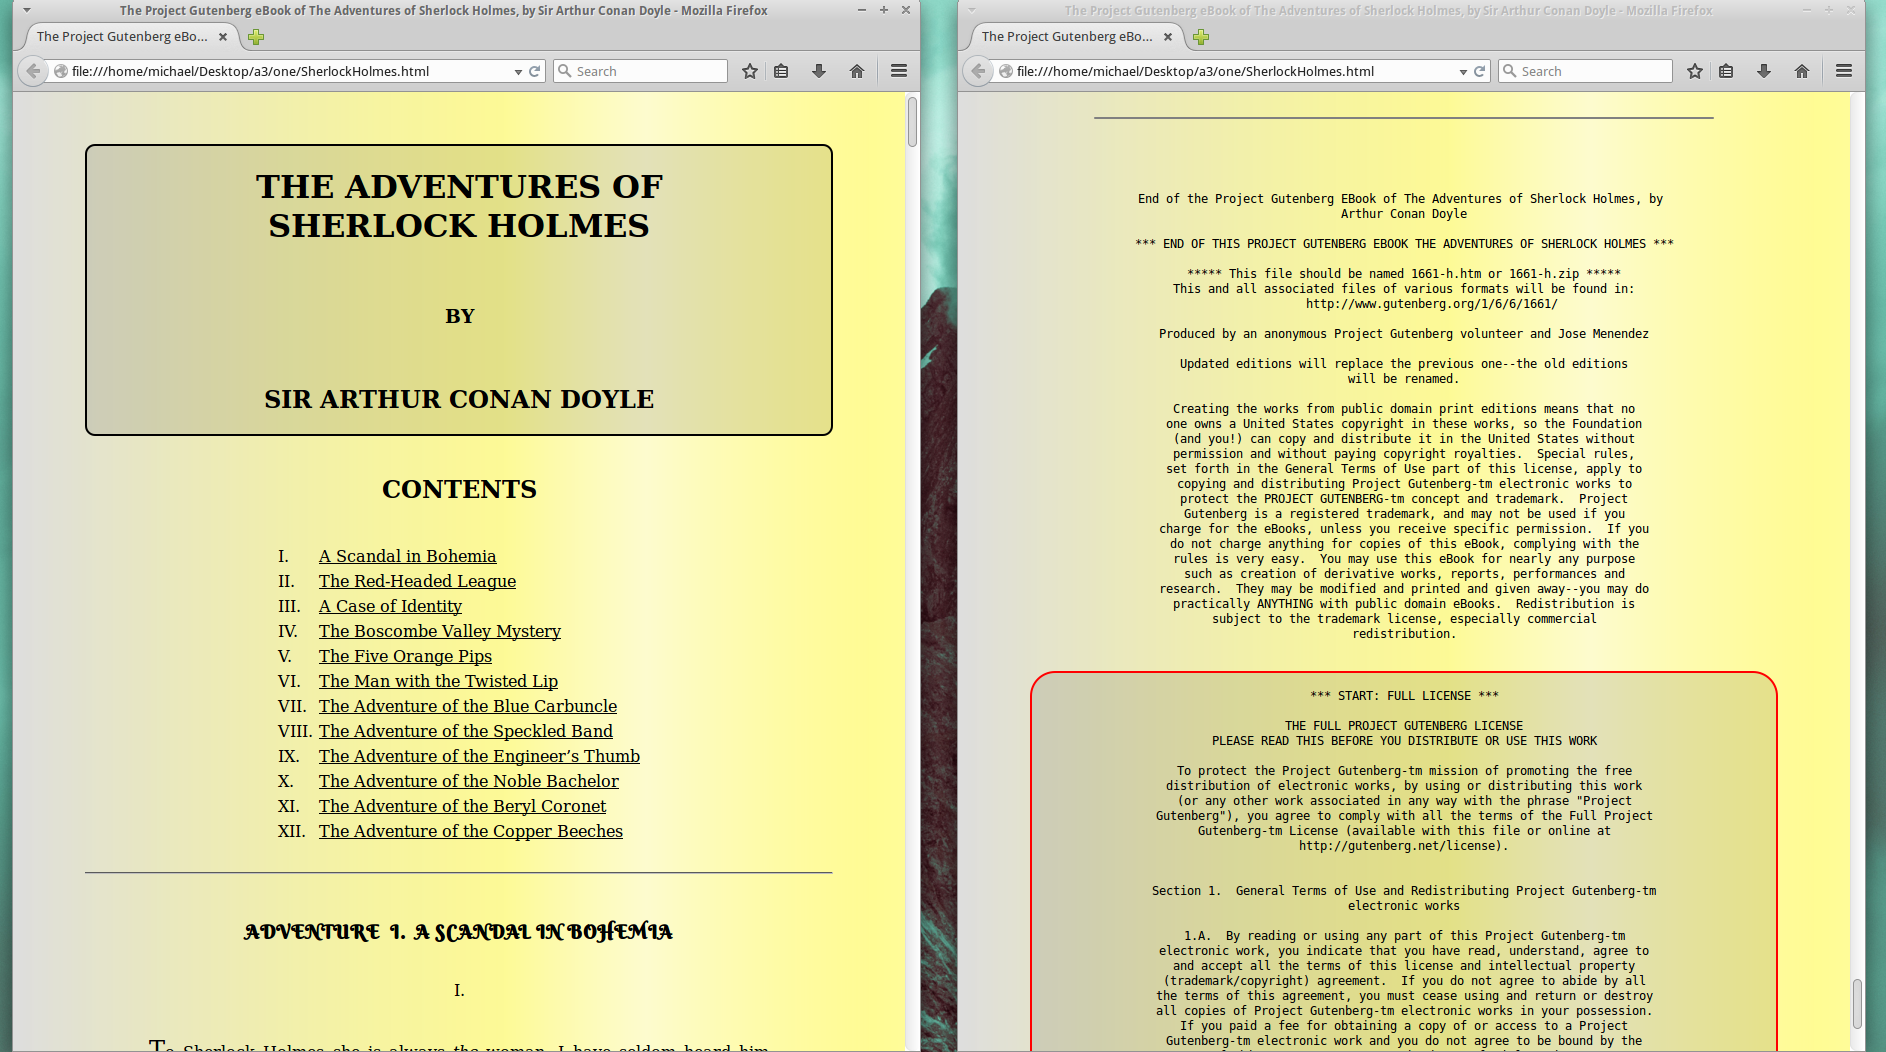 The Project Gutenberg eBook of The Adventures of Sherlock Holmes, by Sir Arthur Conan Doyle - Mozilla Firefox
The Project Gutenberg eBo...
file:///home/michael/Desktop/a3/one/SherlockHolmes.html
Search
THE ADVENTURES OF
SHERLOCK HOLMES
BY
SIR ARTHUR CONAN DOYLE
CONTENTS
I. A Scandal in Bohemia
II. The Red-Headed League
III. A Case of Identity
IV. The Boscombe Valley Mystery
V. The Five Orange Pips
VI. The Man with the Twisted Lip
VII. The Adventure of the Blue Carbuncle
VIII. The Adventure of the Speckled Band
IX. The Adventure of the Engineer’s Thumb
X. The Adventure of the Noble Bachelor
XI. The Adventure of the Beryl Coronet
XII. The Adventure of the Copper Beeches
ADVENTURE I. A SCANDAL IN BOHEMIA
I.
To Sherlock Holmes she is always the woman. I have seldom heard him
The Project Gutenberg eBook of The Adventures of Sherlock Holmes, by Sir Arthur Conan Doyle - Mozilla Firefox
The Project Gutenberg eBo...
file:///home/michael/Desktop/a3/one/SherlockHolmes.html
Search
End of the Project Gutenberg EBook of The Adventures of Sherlock Holmes, by
Arthur Conan Doyle
*** END OF THIS PROJECT GUTENBERG EBOOK THE ADVENTURES OF SHERLOCK HOLMES ***
***** This file should be named 1661-h.htm or 1661-h.zip *****
This and all associated files of various formats will be found in:
http://www.gutenberg.org/1/6/6/1661/
Produced by an anonymous Project Gutenberg volunteer and Jose Menendez
Updated editions will replace the previous one--the old editions
will be renamed.
Creating the works from public domain print editions means that no
one owns a United States copyright in these works, so the Foundation
(and you!) can copy and distribute it in the United States without
permission and without paying copyright royalties.  Special rules,
set forth in the General Terms of Use part of this license, apply to
copying and distributing Project Gutenberg-tm electronic works to
protect the PROJECT GUTENBERG-tm concept and trademark.  Project
Gutenberg is a registered trademark, and may not be used if you
charge for the eBooks, unless you receive specific permission.  If you
do not charge anything for copies of this eBook, complying with the
rules is very easy.  You may use this eBook for nearly any purpose
such as creation of derivative works, reports, performances and
research.  They may be modified and printed and given away--you may do
practically ANYTHING with public domain eBooks.  Redistribution is
subject to the trademark license, especially commercial
redistribution.
*** START: FULL LICENSE ***
THE FULL PROJECT GUTENBERG LICENSE
PLEASE READ THIS BEFORE YOU DISTRIBUTE OR USE THIS WORK
To protect the Project Gutenberg-tm mission of promoting the free
distribution of electronic works, by using or distributing this work
(or any other work associated in any way with the phrase "Project
Gutenberg"), you agree to comply with all the terms of the Full Project
Gutenberg-tm License (available with this file or online at
http://gutenberg.net/license).
Section 1.  General Terms of Use and Redistributing Project Gutenberg-tm
electronic works
1.A.  By reading or using any part of this Project Gutenberg-tm
electronic work, you indicate that you have read, understand, agree to
and accept all the terms of this license and intellectual property
(trademark/copyright) agreement.  If you do not agree to abide by all
the terms of this agreement, you must cease using and return or destroy
all copies of Project Gutenberg-tm electronic works in your possession.
If you paid a fee for obtaining a copy of or access to a Project
Gutenberg-tm electronic work and you do not agree to be bound by the